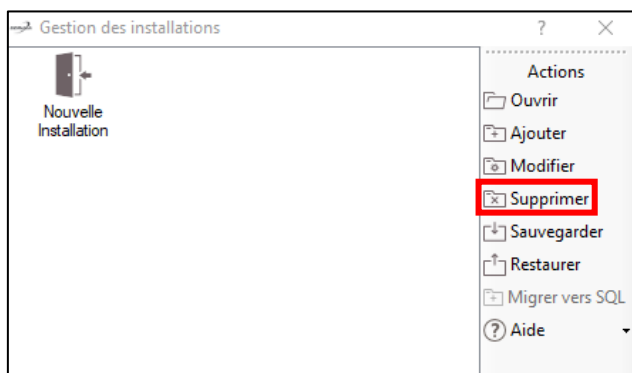 Gestion des installations
Nouvelle
Installation
Actions
Ouvrir
Ajouter
Modifier
Supprimer
Sauvegarder
Restaurer
Migrer vers SQL
Aide